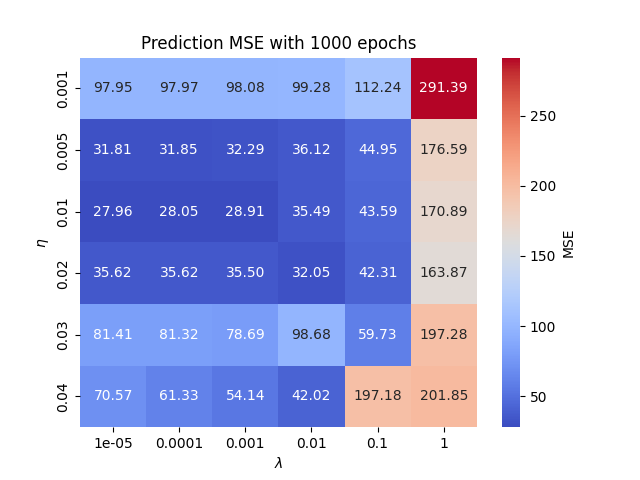 Prediction MSE with 1000 epochs
0.001 97.95 97.97 98.08 99.28 112.24 291.39
0.005 31.81 31.85 32.29 36.12 44.95 176.59
0.01 27.96 28.05 28.91 35.49 43.59 170.89
0.02 35.62 35.62 35.50 32.05 42.31 163.87
0.03 81.41 81.32 78.69 98.68 59.73 197.28
0.04 70.57 61.33 54.14 42.02 197.18 201.85
1e-05 0.0001 0.001 0.01 0.1 1
λ
η
250
200
150
100
50
MSE